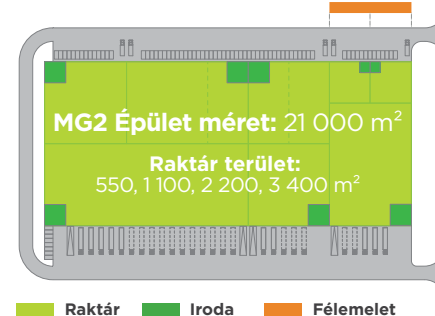 MG2 Épület méret: 21 000 m²
Raktár terület:
550, 1 100, 2 200, 3 400 m²
Raktár Iroda Félemelet